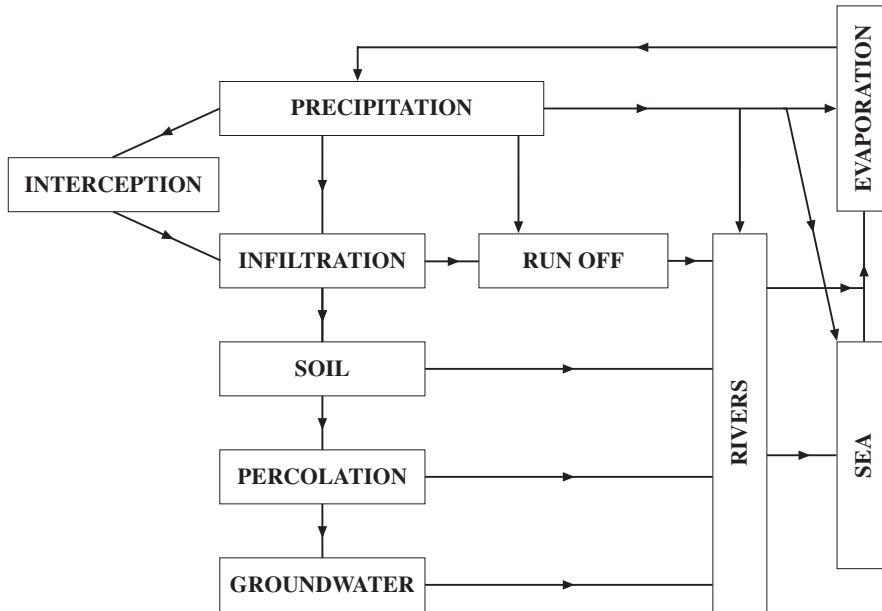 EVAPORATION
PRECIPITATION
INTERCEPTION
INFILTRATION
RUN OFF
SOIL
RIVERS
SEA
PERCOLATION
GROUNDWATER